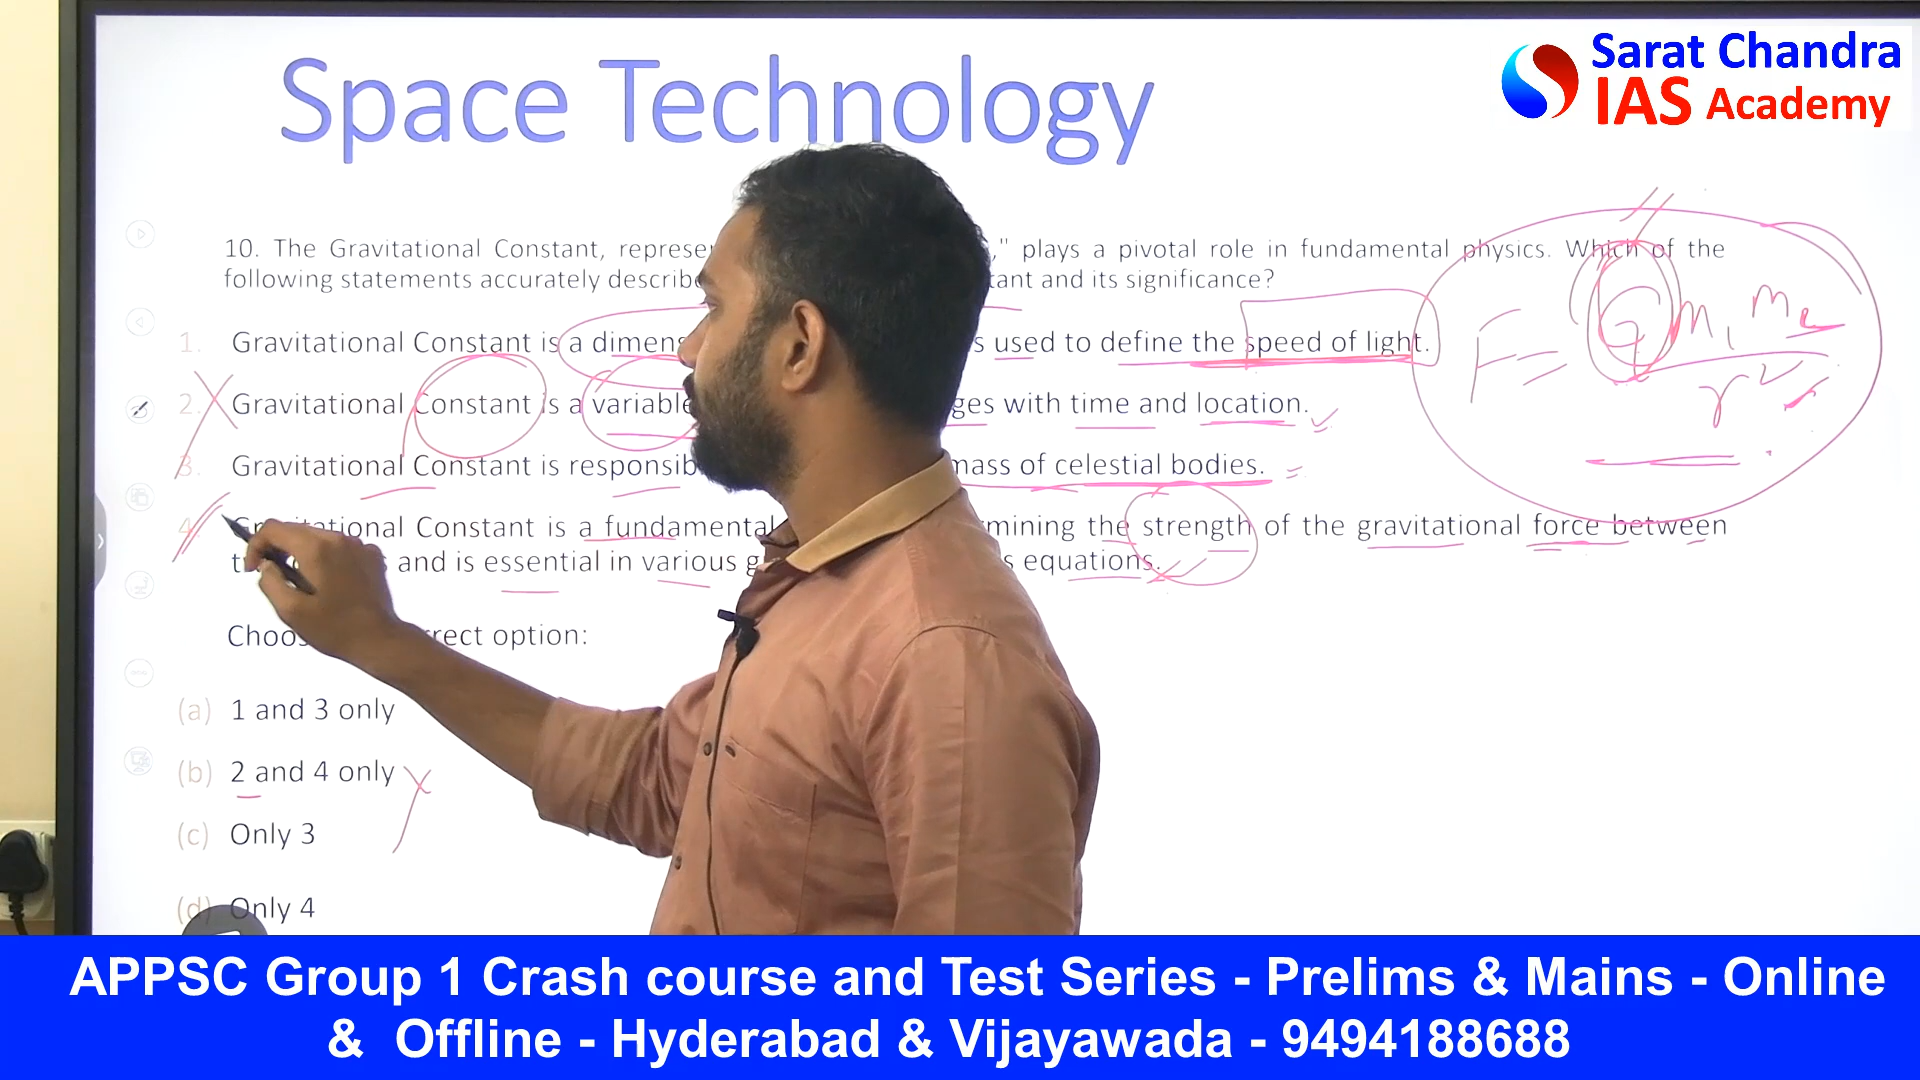 Space Technology
Sarat Chandra
IAS Academy
10. The Gravitational Constant, represen ," plays a pivotal role in fundamental physics. Which of the
following statements accurately describe tant and its significance?
1. Gravitational Constant is a dimens s used to define the speed of light.
2. Gravitational Constant is a variable ges with time and location.
3. Gravitational Constant is responsib mass of celestial bodies.
4. Gravitational Constant is a fundamental mining the strength of the gravitational force between
and is essential in various g s equations.
F = G m1 m2
r²
Choos rrect option:
(a) 1 and 3 only
(b) 2 and 4 only
(c) Only 3
(d) Only 4
APPSC Group 1 Crash course and Test Series - Prelims & Mains - Online
& Offline - Hyderabad & Vijayawada - 9494188688